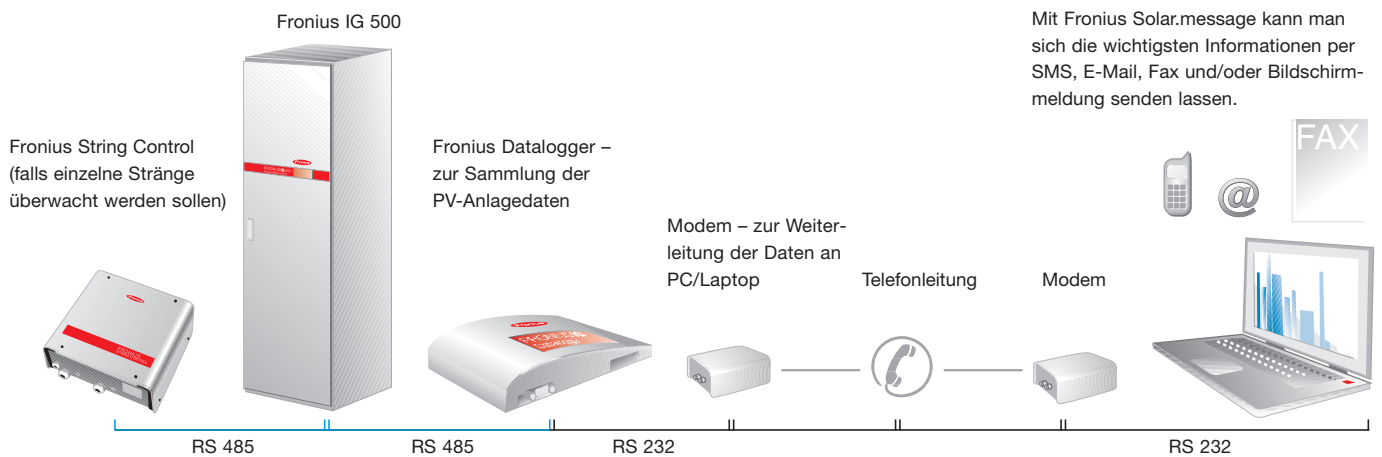 Fronius IG 500
Mit Fronius Solar.message kann man
sich die wichtigsten Informationen per
SMS, E-Mail, Fax und/oder Bildschirm-
meldung senden lassen.
Fronius String Control
(falls einzelne Stränge
überwacht werden sollen)
Fronius Datalogger –
zur Sammlung der
PV-Anlagedaten
Modem – zur Weiter-
leitung der Daten an
PC/Laptop
Telefonleitung
Modem
FAX
@
Fronius
Fronius
Fronius
RS 485
RS 485
RS 232
RS 232